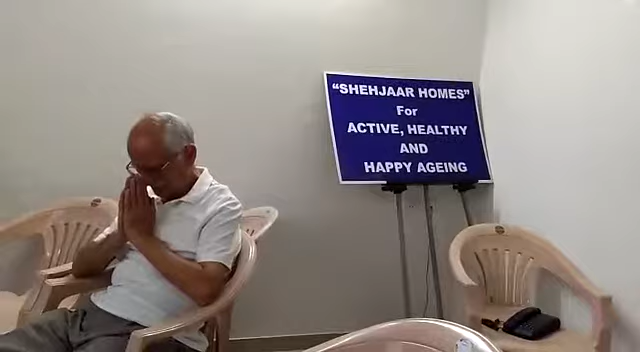 "SHEHJAAR HOMES"
For
ACTIVE, HEALTHY
AND
HAPPY AGEING